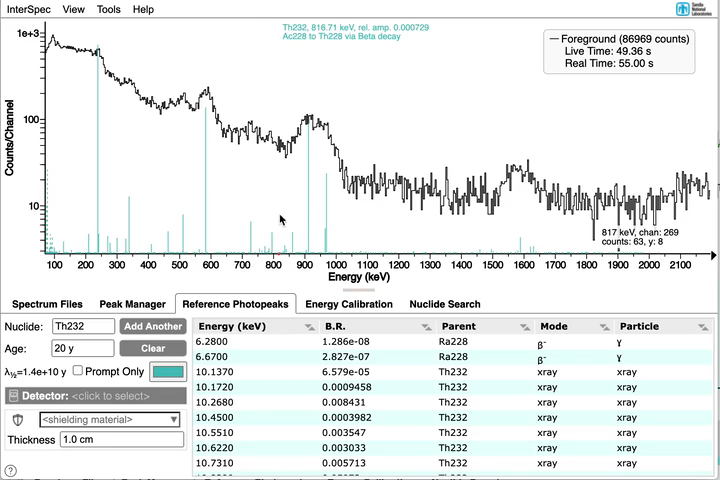 InterSpec View Tools Help
Sandia National Laboratories
Th232, 816.71 keV, rel. amp. 0.000729
Ac228 to Th228 via Beta decay
Foreground (86969 counts)
Live Time: 49.36 s
Real Time: 55.00 s
1e+3
100
10
Counts/Channel
817 keV, chan: 269
counts: 63, y: 8
100 200 300 400 500 600 700 800 900 1000 1100 1200 1300 1400 1500 1600 1700 1800 1900 2000 2100
Energy (keV)
Spectrum Files Peak Manager Reference Photopeaks Energy Calibration Nuclide Search
Nuclide: Th232 Add Another
Age: 20 y Clear
λ½=1.4e+10 y Prompt Only
Detector: <click to select>
<shielding material>
Thickness 1.0 cm
?
Energy (keV) B.R. Parent Mode Particle
6.2800 1.286e-08 Ra228 β⁻ γ
6.6700 2.827e-07 Ra228 β⁻ γ
10.1370 6.579e-05 Th232 xray xray
10.1720 0.0009458 Th232 xray xray
10.2680 0.008431 Th232 xray xray
10.4500 0.0003982 Th232 xray xray
10.5510 0.003547 Th232 xray xray
10.6220 0.003033 Th232 xray xray
10.7310 0.005713 Th232 xray xray